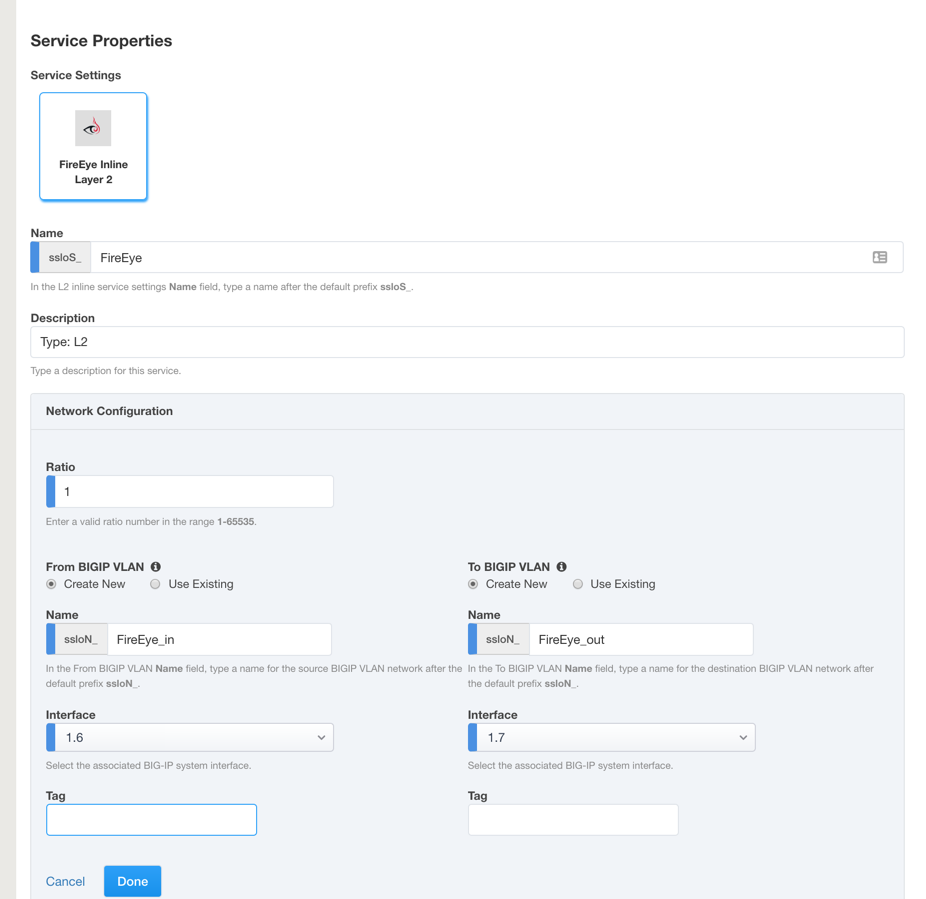 Service Properties
Service Settings
FireEye Inline
Layer 2
Name
ssloS_ FireEye
In the L2 inline service settings Name field, type a name after the default prefix ssloS_.
Description
Type: L2
Type a description for this service.
Network Configuration
Ratio
1
Enter a valid ratio number in the range 1-65535.
From BIGIP VLAN
Create New Use Existing
Name
ssloN_ FireEye_in
In the From BIGIP VLAN Name field, type a name for the source BIGIP VLAN network after the
default prefix ssloN_.
Interface
1.6
Select the associated BIG-IP system interface.
Tag
To BIGIP VLAN
Create New Use Existing
Name
ssloN_ FireEye_out
In the To BIGIP VLAN Name field, type a name for the destination BIGIP VLAN network after
the default prefix ssloN_.
Interface
1.7
Select the associated BIG-IP system interface.
Tag
Cancel Done